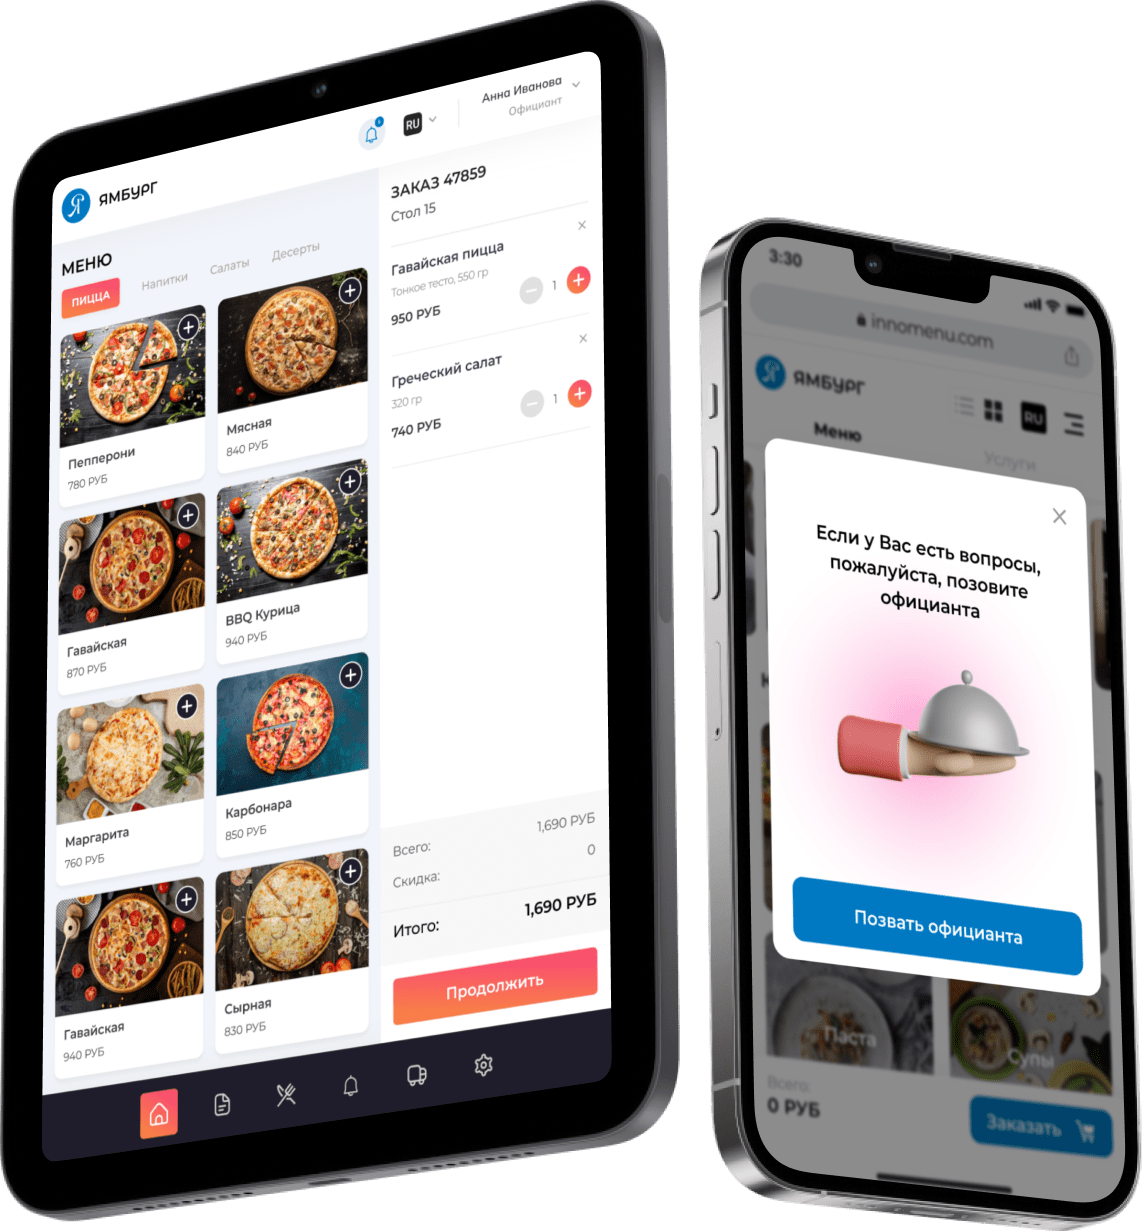 Анна Иванова
Официант
RU
ЯМБУРГ
МЕНЮ
ПИЦЦА
Напитки
Салаты
Десерты
Пепперони
780 РУБ
Мясная
840 РУБ
Гавайская
870 РУБ
BBQ Курица
940 РУБ
Маргарита
760 РУБ
Карбонара
850 РУБ
Гавайская
940 РУБ
Сырная
830 РУБ
ЗАКАЗ 47859
Стол 15
Гавайская пицца
Тонкое тесто, 550 гр
950 РУБ
1
Греческий салат
320 гр
740 РУБ
1
Всего:
1,690 РУБ
Скидка:
0
Итого:
1,690 РУБ
Продолжить
3:30
innomenu.com
ЯМБУРГ
RU
Меню
Услуги
Если у Вас есть вопросы,
пожалуйста, позовите
официанта
Позвать официанта
Паста
Супы
Всего:
0 РУБ
Заказать